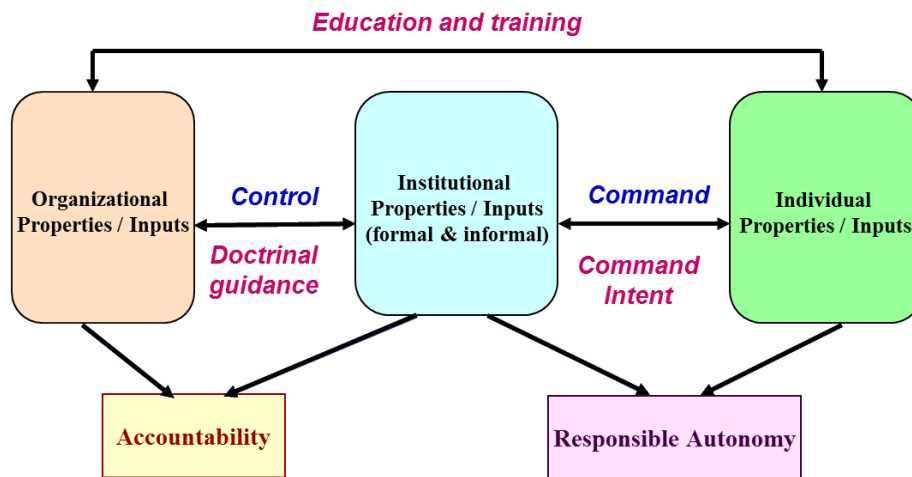 Education and training
Organizational
Properties / Inputs
Control
Doctrinal
guidance
Institutional
Properties / Inputs
(formal & informal)
Command
Command
Intent
Individual
Properties / Inputs
Accountability
Responsible Autonomy